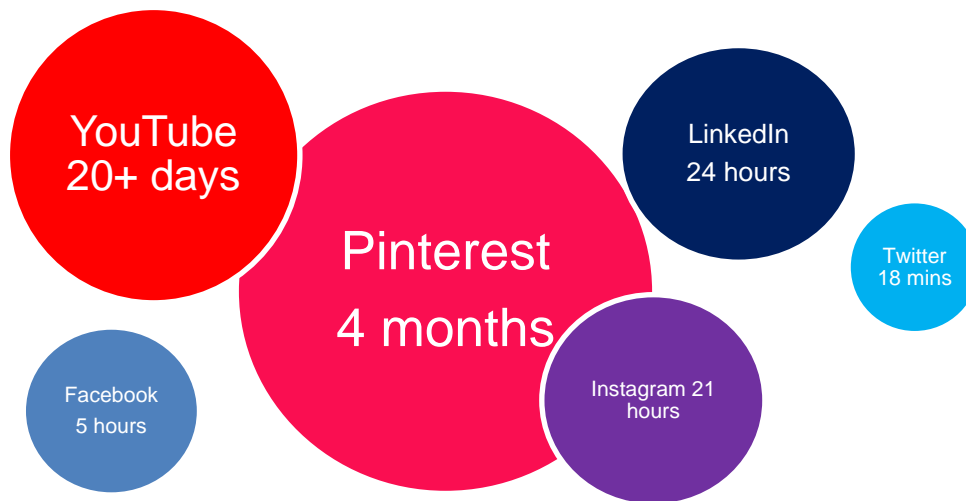 YouTube
20+ days
LinkedIn
24 hours
Pinterest
4 months
Twitter
18 mins
Facebook
5 hours
Instagram 21
hours